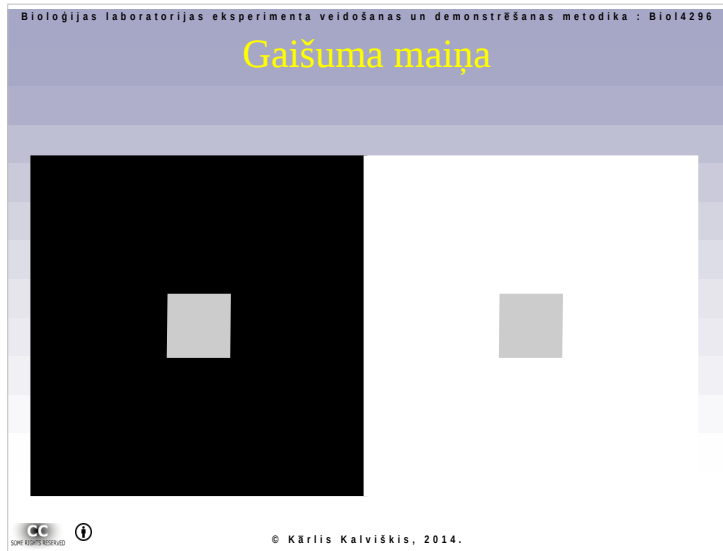 Bioloģijas laboratorijas eksperimenta veidošanas un demonstrēšanas metodika : Biol4296
Gaišuma maiņa
CC
SOME RIGHTS RESERVED
© Kārlis Kalviškis, 2014.